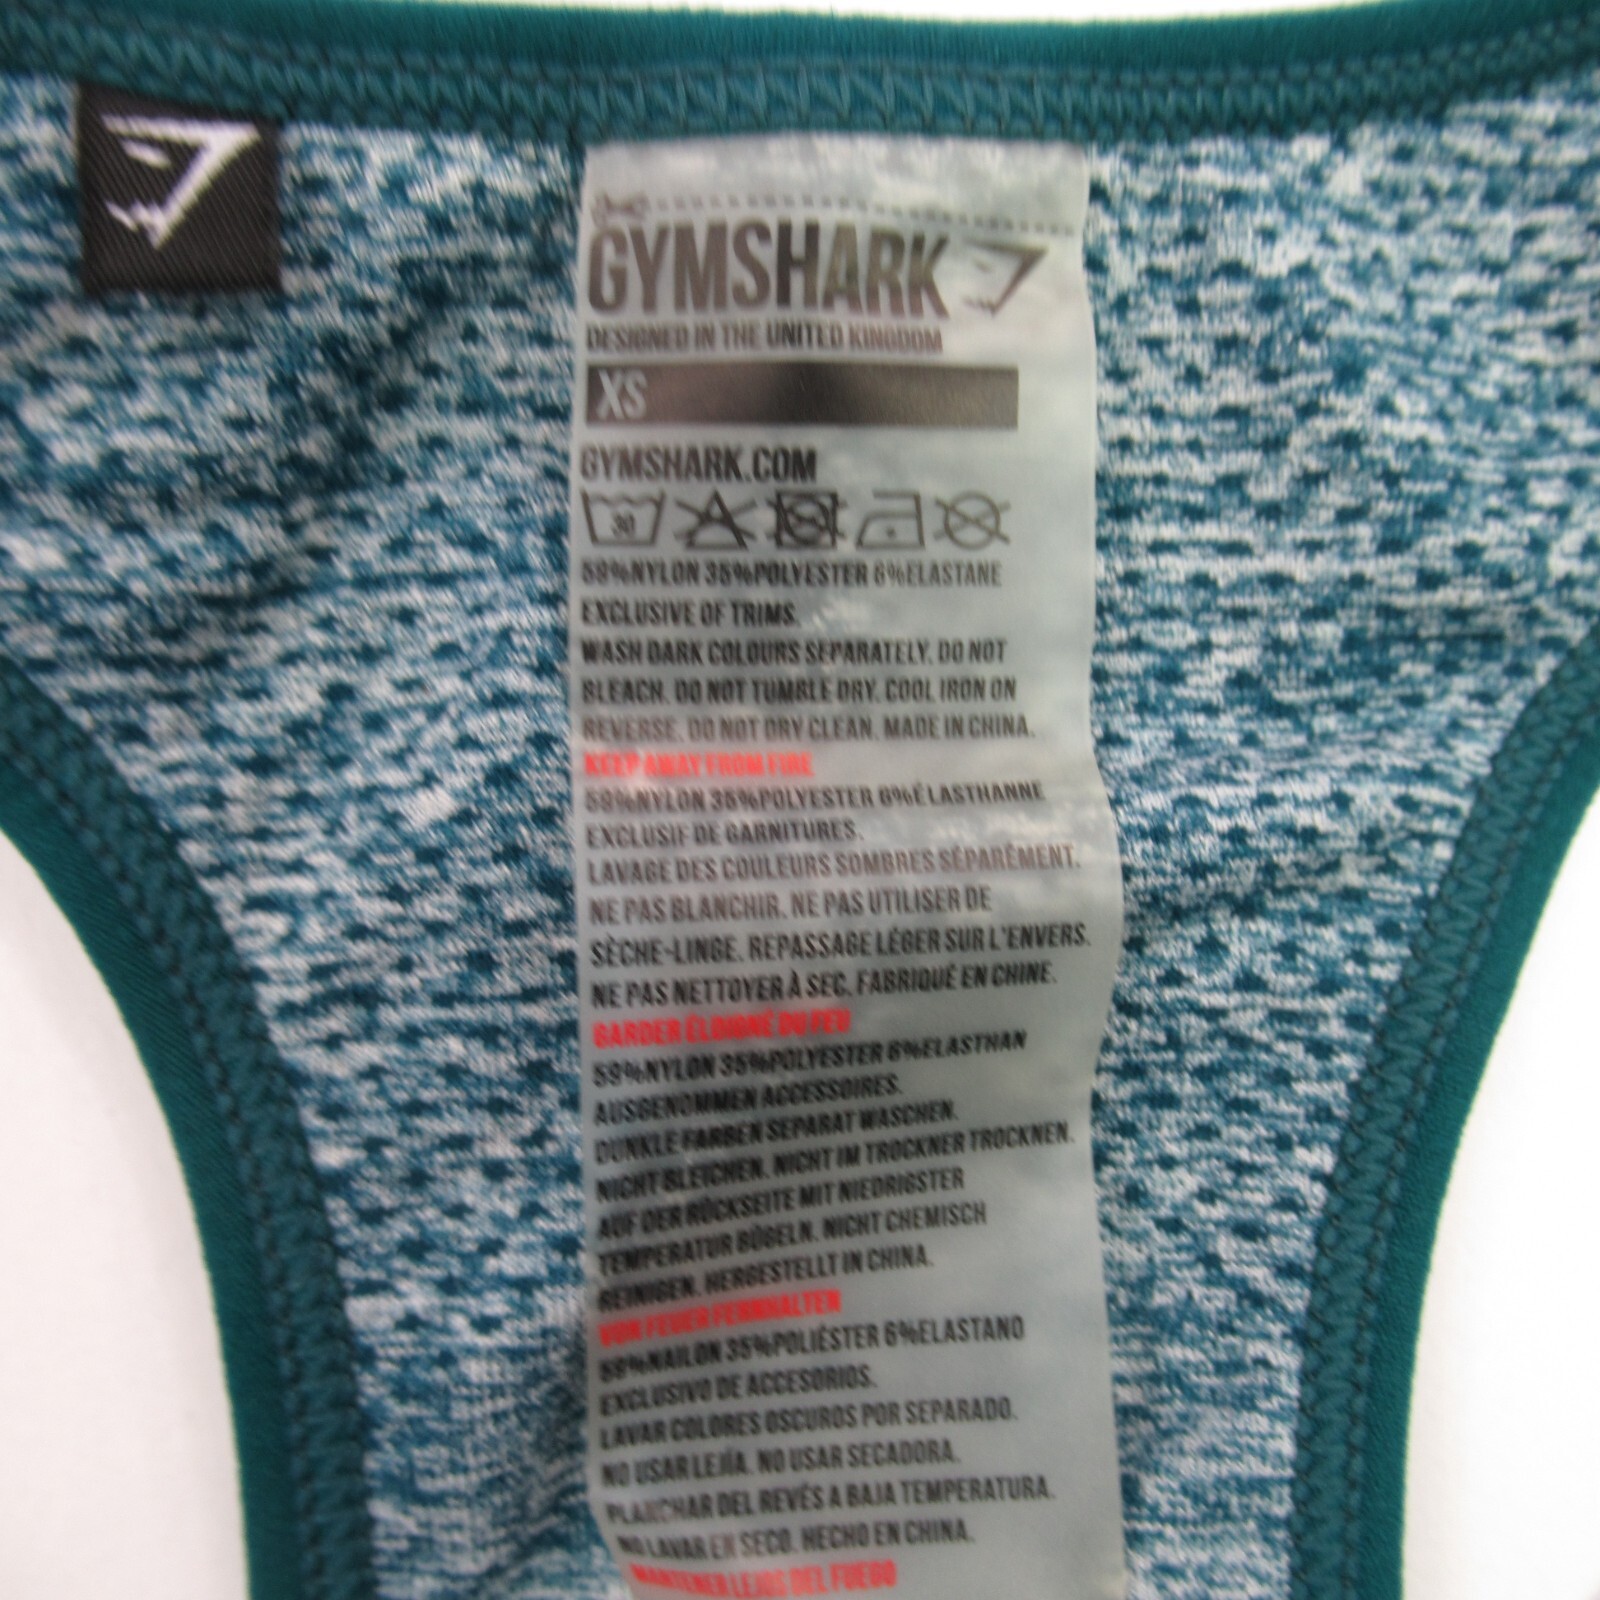 GYMSHARK
DESIGNED IN THE UNITED KINGDOM
XS
GYMSHARK.COM
30
59%NYLON 35%POLYESTER 6%ELASTANE
EXCLUSIVE OF TRIMS.
WASH DARK COLOURS SEPARATELY. DO NOT
BLEACH. DO NOT TUMBLE DRY. COOL IRON ON
REVERSE. DO NOT DRY CLEAN. MADE IN CHINA.
KEEP AWAY FROM FIRE
59%NYLON 35%POLYESTER 6%ÉLASTHANNE
EXCLUSIF DE GARNITURES.
LAVAGE DES COULEURS SOMBRES SÉPARÉMENT.
NE PAS BLANCHIR. NE PAS UTILISER DE
SÈCHE-LINGE. REPASSAGE LÉGER SUR L'ENVERS.
NE PAS NETTOYER À SEC. FABRIQUÉ EN CHINE.
GARDER ÉLOIGNÉ DU FEU
59%NYLON 35%POLYESTER 6%ELASTHAN
AUSGENOMMEN ACCESSOIRES.
DUNKLE FARBEN SEPARAT WASCHEN.
NICHT BLEICHEN. NICHT IM TROCKNER TROCKNEN.
AUF DER RÜCKSEITE MIT NIEDRIGSTER
TEMPERATUR BÜGELN. NICHT CHEMISCH
REINIGEN. HERGESTELLT IN CHINA.
VON FEUER FERNHALTEN
59%NAILON 35%POLIÉSTER 6%ELASTANO
EXCLUSIVO DE ACCESORIOS.
LAVAR COLORES OSCUROS POR SEPARADO.
NO USAR LEJÍA. NO USAR SECADORA.
PLANCHAR DEL REVÉS A BAJA TEMPERATURA.
NO LAVAR EN SECO. HECHO EN CHINA.
MANTENER LEJOS DEL FUEGO